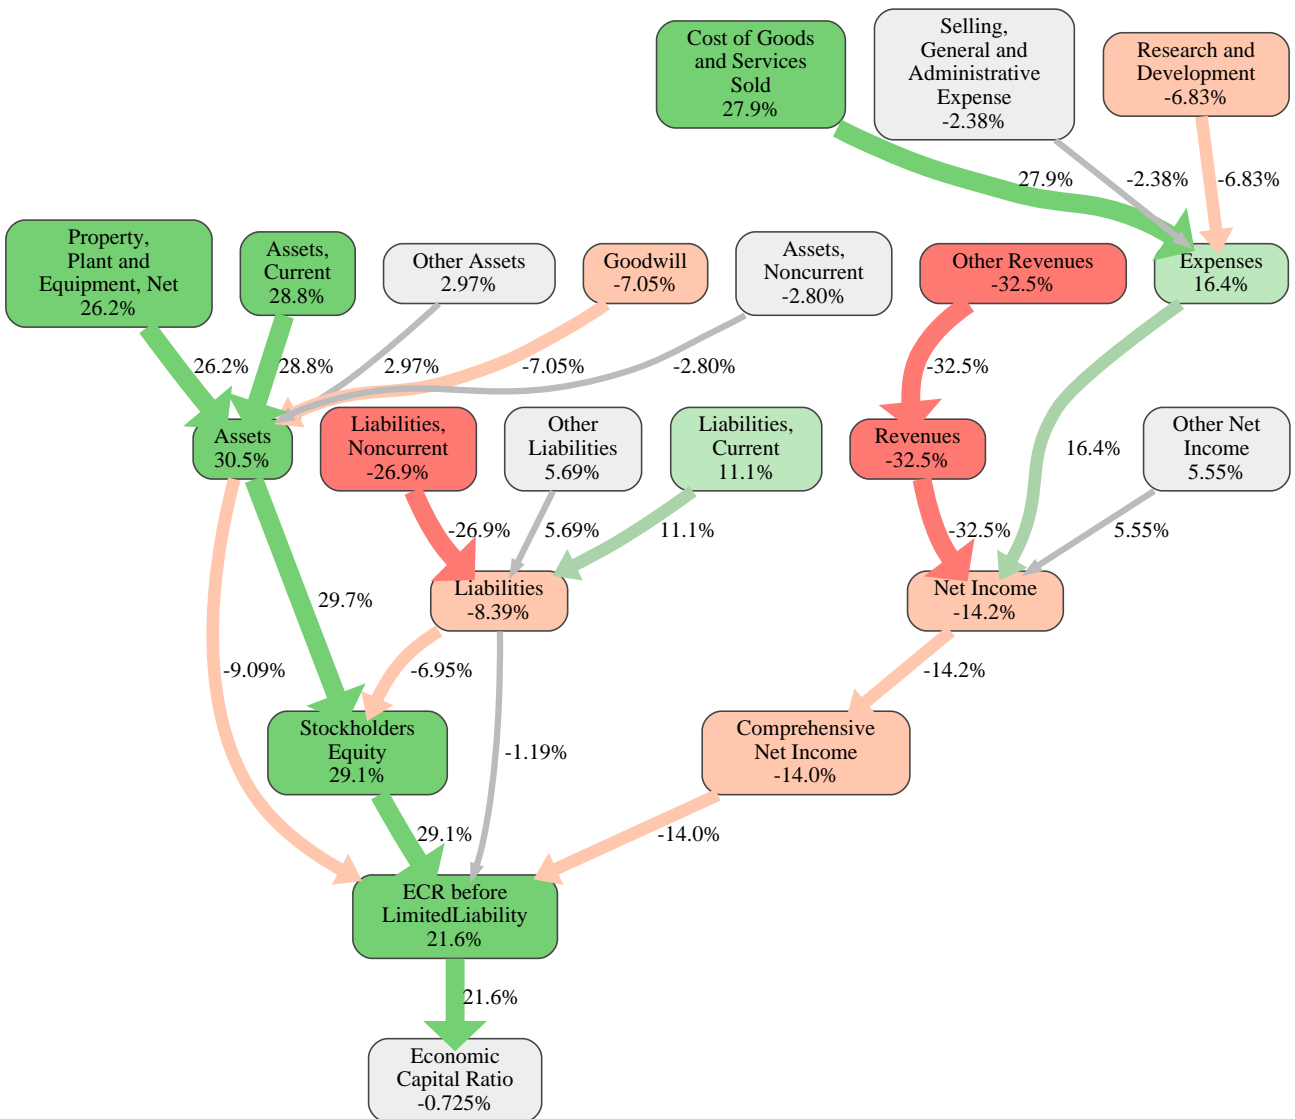 Cost of Goods
and Services
Sold
27.9%
Selling,
General and
Administrative
Expense
-2.38%
Research and
Development
-6.83%
27.9%
-2.38%
-6.83%
Property,
Plant and
Equipment, Net
26.2%
Assets,
Current
28.8%
Other Assets
2.97%
Goodwill
-7.05%
Assets,
Noncurrent
-2.80%
Other Revenues
-32.5%
Expenses
16.4%
26.2%
28.8%
2.97%
-7.05%
-2.80%
-32.5%
Assets
30.5%
Liabilities,
Noncurrent
-26.9%
Other
Liabilities
5.69%
Liabilities,
Current
11.1%
Revenues
-32.5%
16.4%
Other Net
Income
5.55%
-26.9%
5.69%
11.1%
-32.5%
5.55%
29.7%
Liabilities
-8.39%
Net Income
-14.2%
-9.09%
-6.95%
-14.2%
Stockholders
Equity
29.1%
-1.19%
Comprehensive
Net Income
-14.0%
29.1%
-14.0%
ECR before
LimitedLiability
21.6%
21.6%
Economic
Capital Ratio
-0.725%